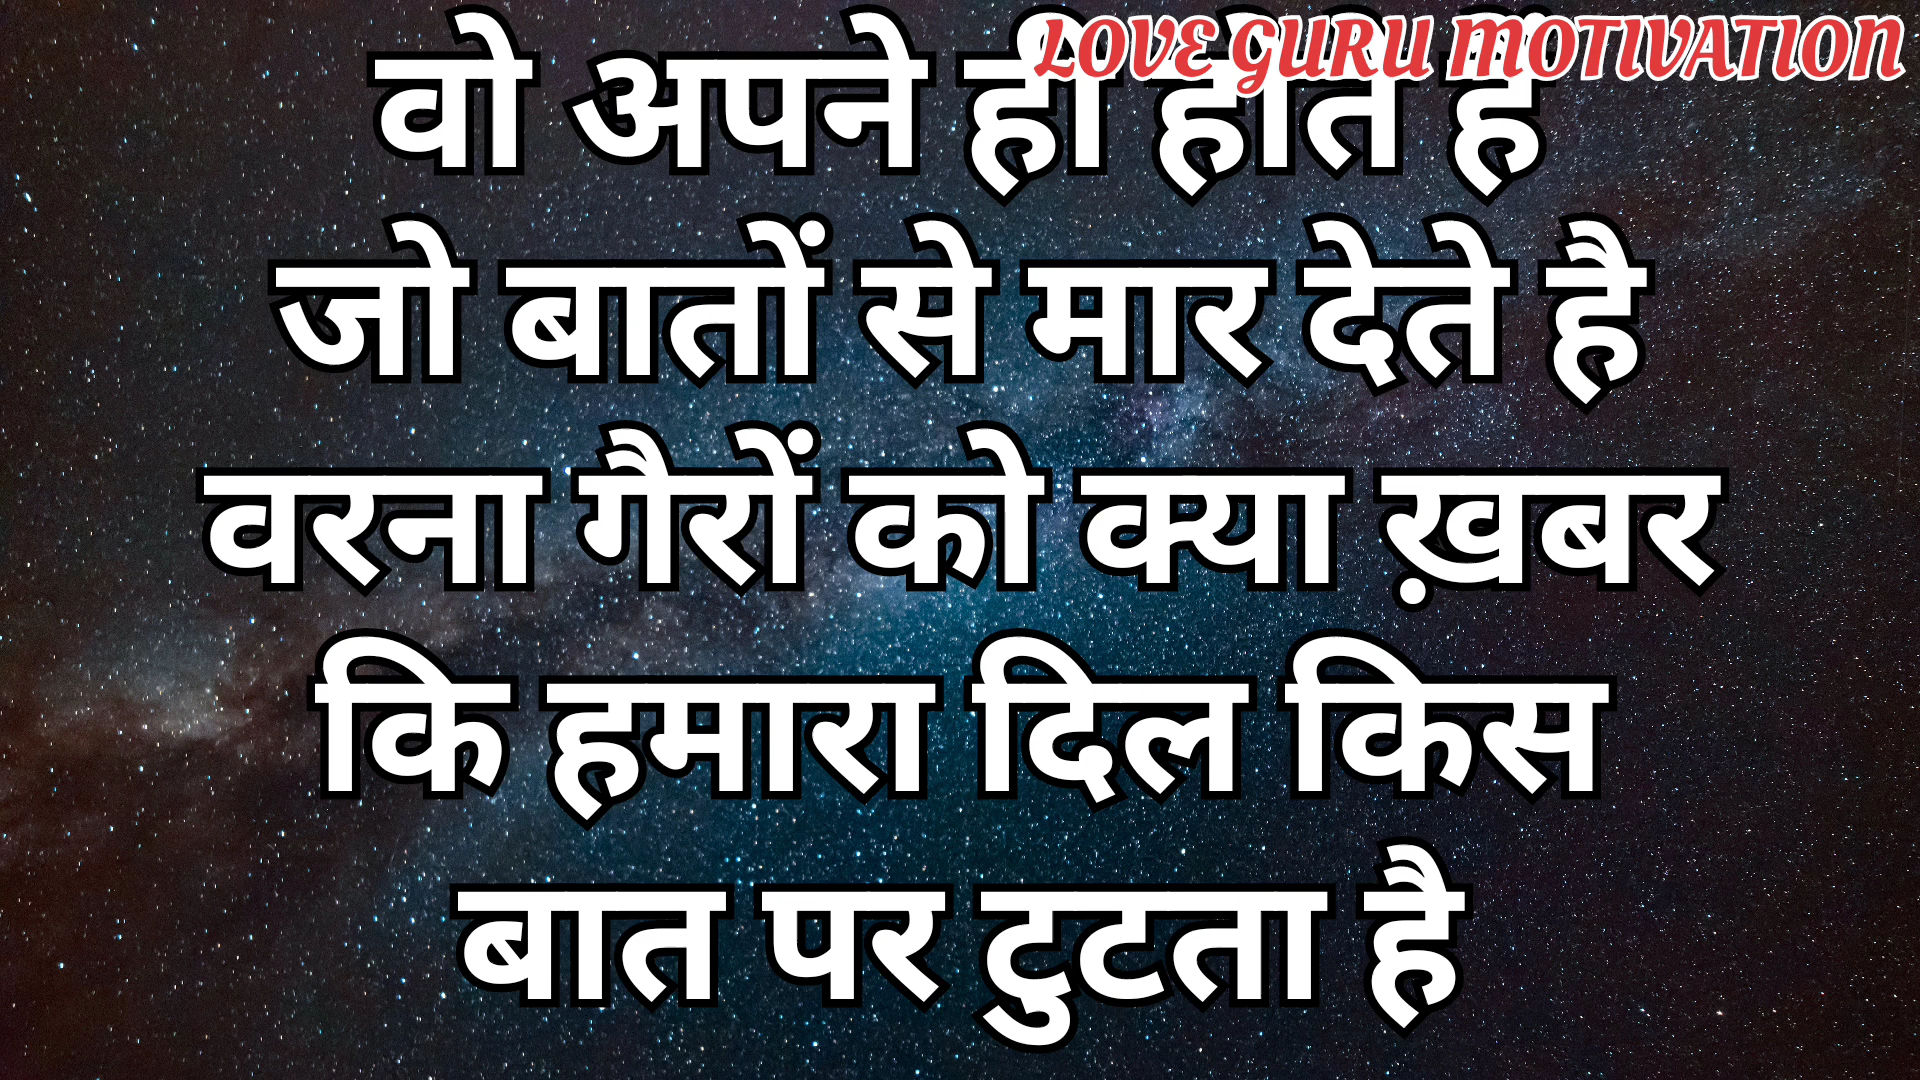 LOVE GURU MOTIVATION
वो अपने ही होते है
जो बातों से मार देते है
वरना गैरों को क्या ख़बर
कि हमारा दिल किस
बात पर टुटता है